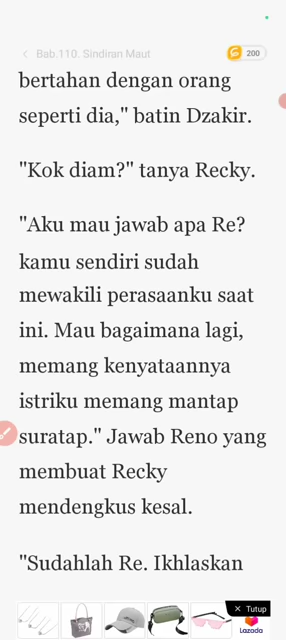 Bab.110. Sindiran Maut
200
bertahan dengan orang
seperti dia," batin Dzakir.
"Kok diam?" tanya Recky.
"Aku mau jawab apa Re?
kamu sendiri sudah
mewakili perasaanku saat
ini. Mau bagaimana lagi,
memang kenyataannya
istriku memang mantap
suratap." Jawab Reno yang
membuat Recky
mendengkus kesal.
"Sudahlah Re. Ikhlaskan
× Tutup
Lazada